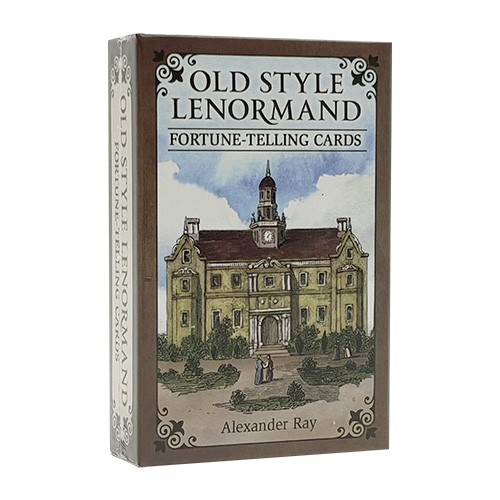 OLD STYLE
LENORMAND
FORTUNE-TELLING CARDS
Alexander Ray
OLD STYLE LENORMAND
FORTUNE-TELLING CARDS